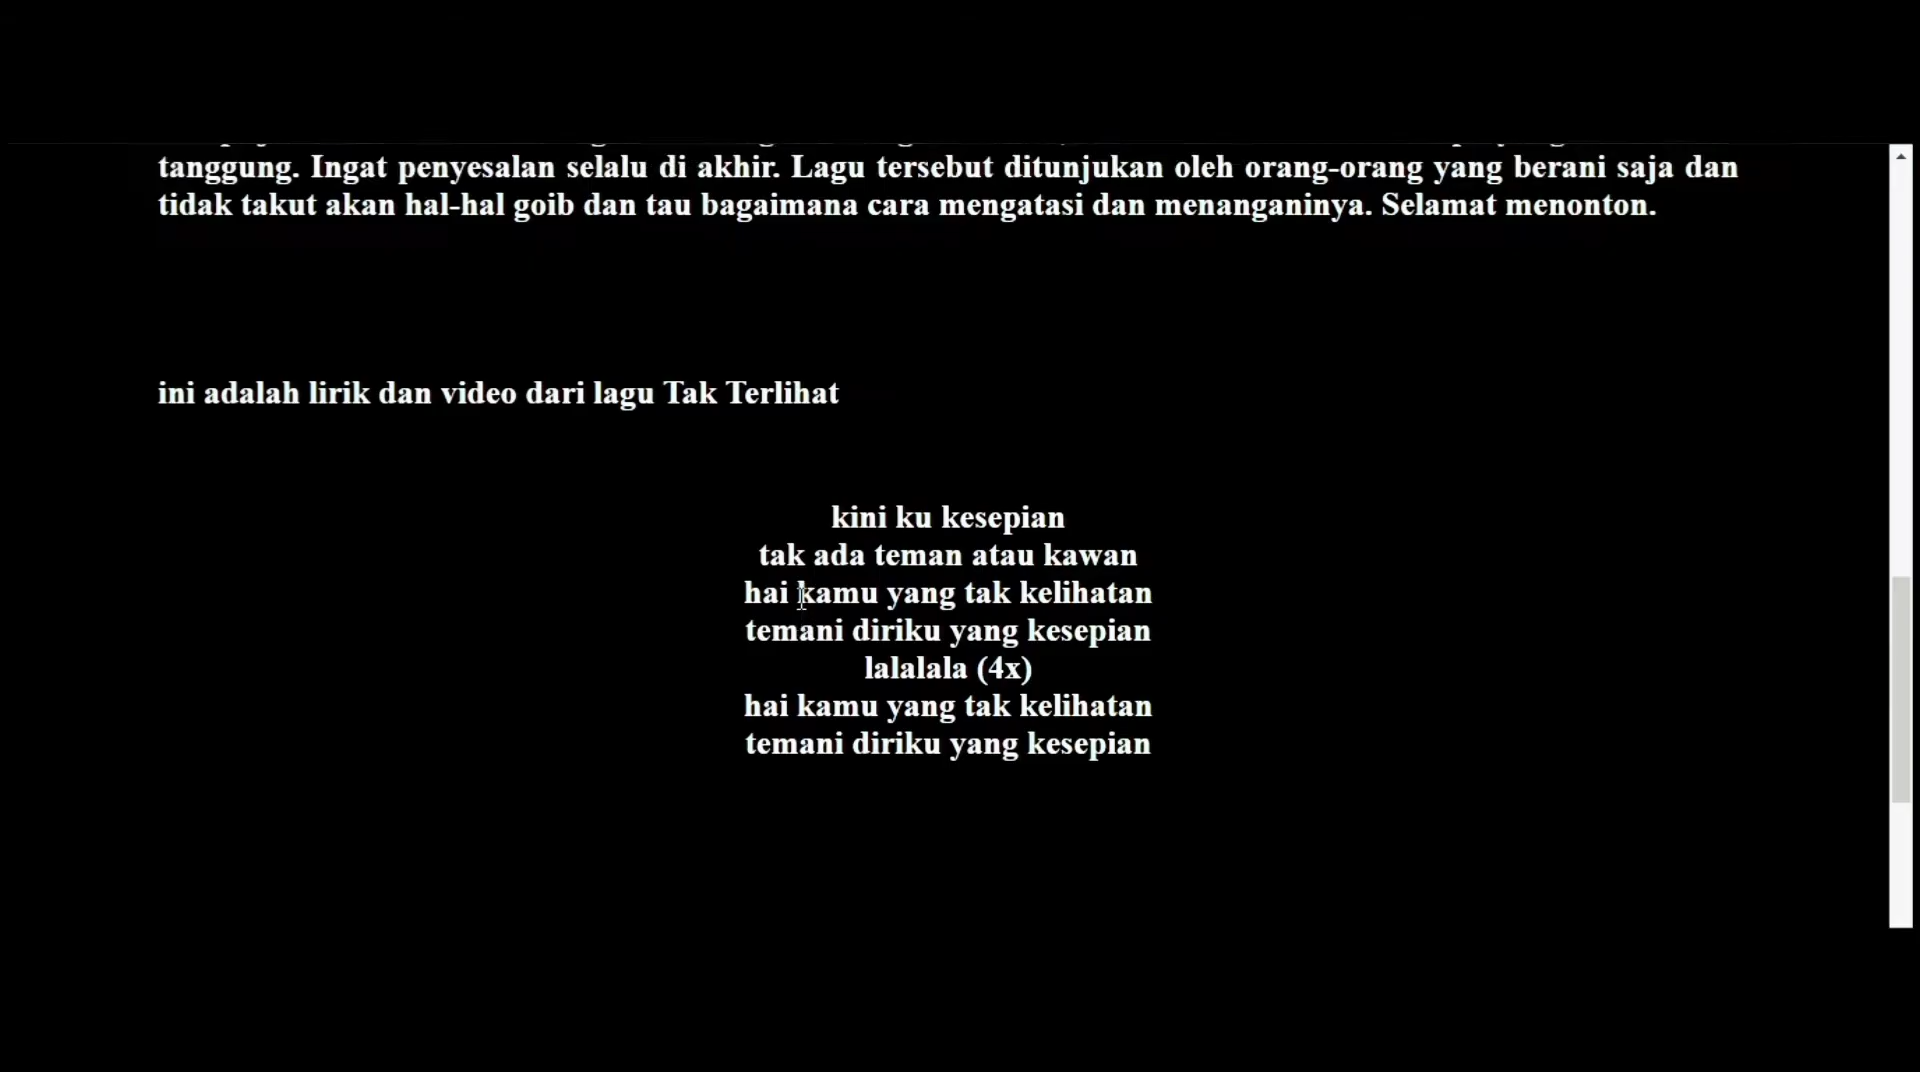 tanggung. Ingat penyesalan selalu di akhir. Lagu tersebut ditunjukan oleh orang-orang yang berani saja dan
tidak takut akan hal-hal goib dan tau bagaimana cara mengatasi dan menanganinya. Selamat menonton.
ini adalah lirik dan video dari lagu Tak Terlihat
kini ku kesepian
tak ada teman atau kawan
hai kamu yang tak kelihatan
temani diriku yang kesepian
lalalala (4x)
hai kamu yang tak kelihatan
temani diriku yang kesepian